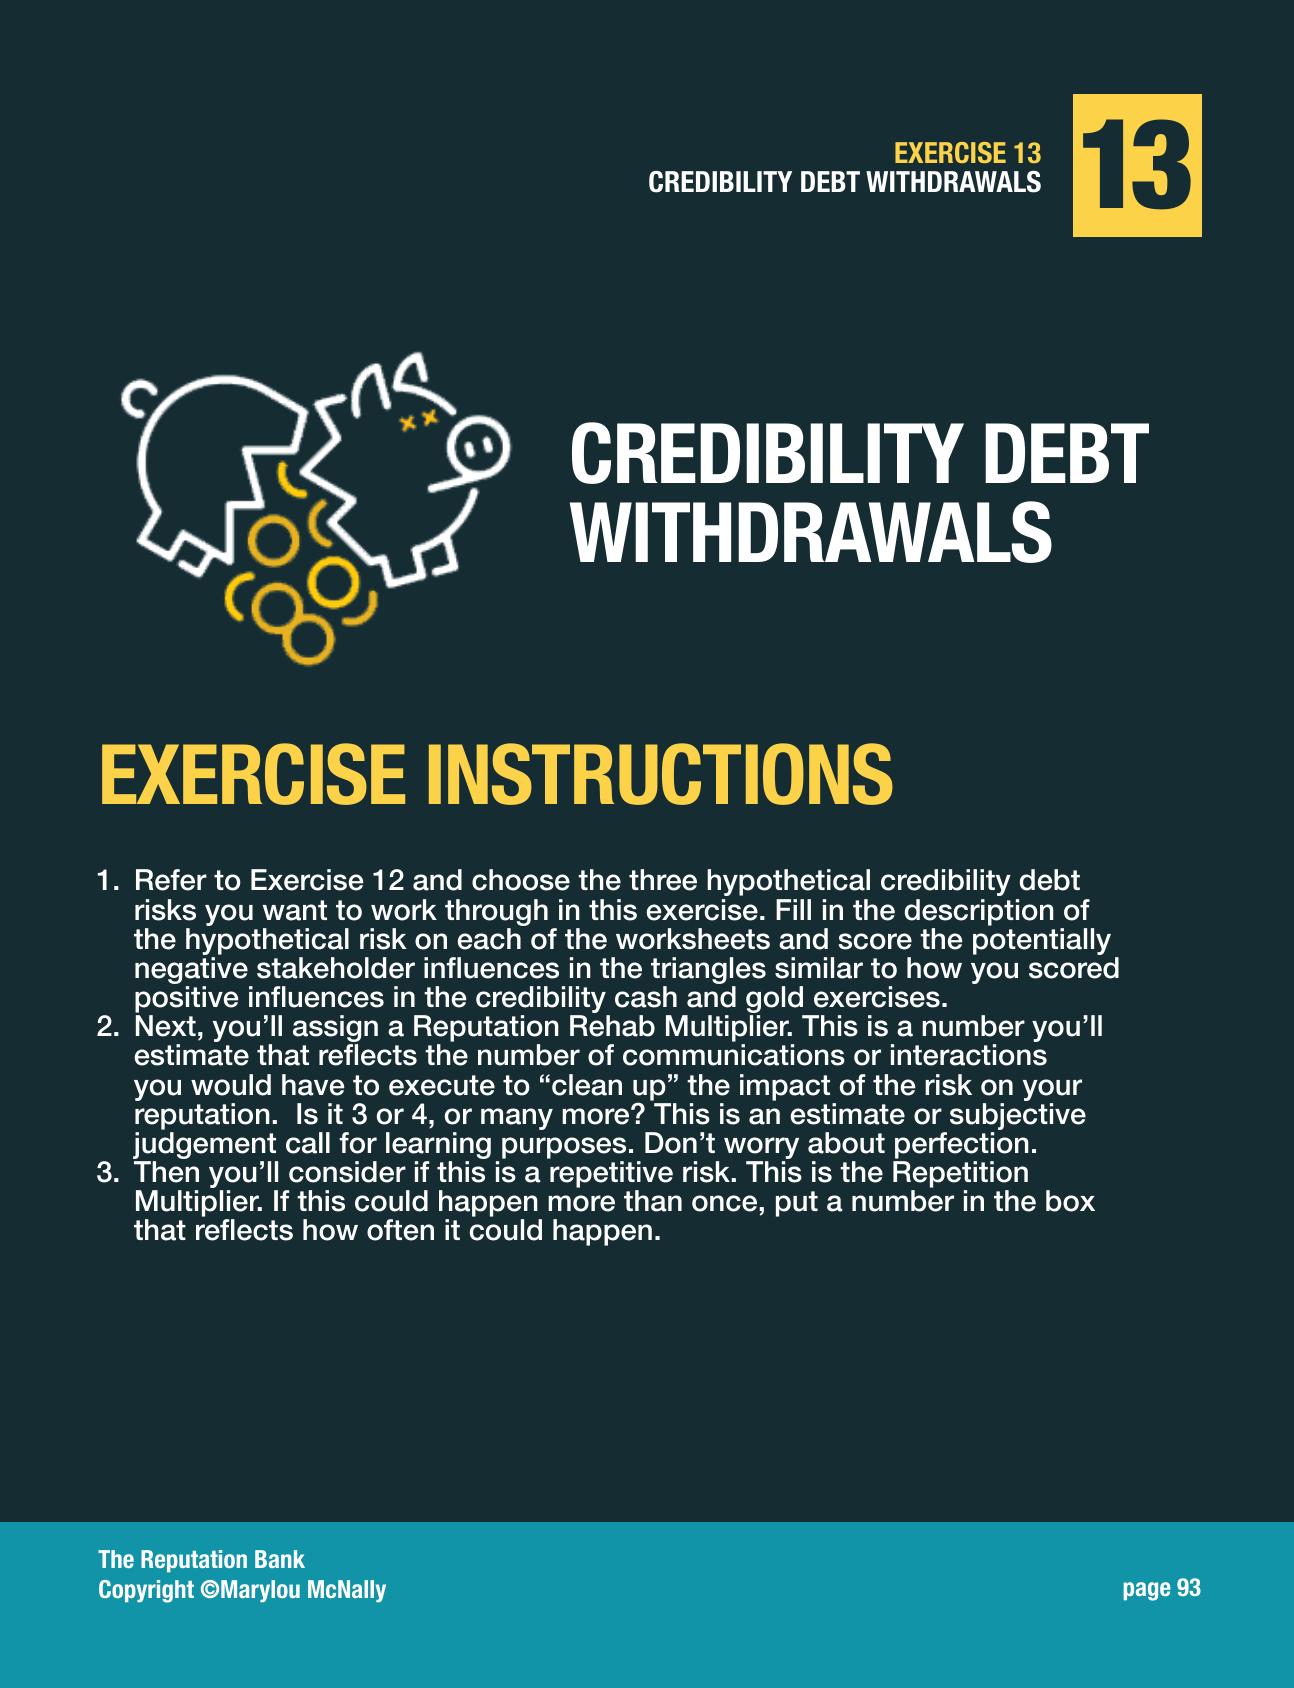 EXERCISE 13
CREDIBILITY DEBT WITHDRAWALS
13
CREDIBILITY DEBT
WITHDRAWALS
EXERCISE INSTRUCTIONS
1. Refer to Exercise 12 and choose the three hypothetical credibility debt
risks you want to work through in this exercise. Fill in the description of
the hypothetical risk on each of the worksheets and score the potentially
negative stakeholder influences in the triangles similar to how you scored
positive influences in the credibility cash and gold exercises.
2. Next, you’ll assign a Reputation Rehab Multiplier. This is a number you’ll
estimate that reflects the number of communications or interactions
you would have to execute to “clean up” the impact of the risk on your
reputation.  Is it 3 or 4, or many more? This is an estimate or subjective
judgement call for learning purposes. Don’t worry about perfection.
3. Then you’ll consider if this is a repetitive risk. This is the Repetition
Multiplier. If this could happen more than once, put a number in the box
that reflects how often it could happen.
The Reputation Bank
Copyright ©Marylou McNally
page 93